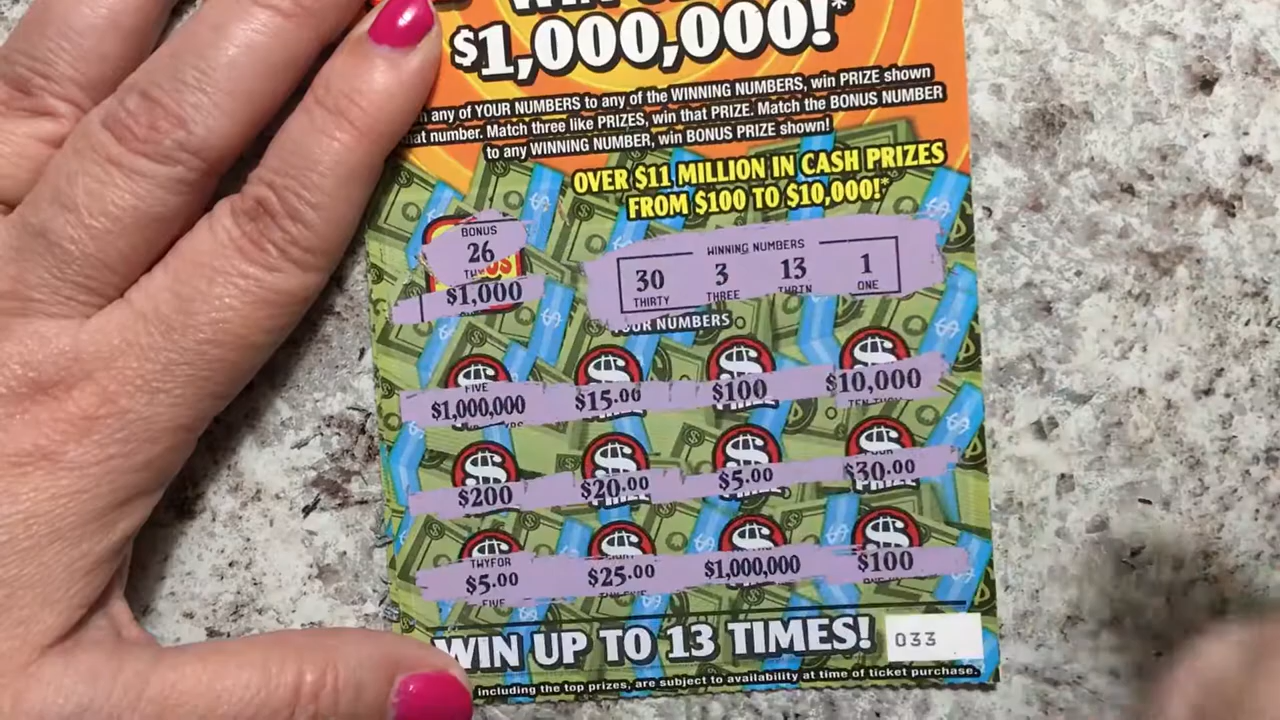 $1,000,000!*
any of YOUR NUMBERS to any of the WINNING NUMBERS, win PRIZE shown
that number. Match three like PRIZES, win that PRIZE. Match the BONUS NUMBER
to any WINNING NUMBER, win BONUS PRIZE shown!
OVER $11 MILLION IN CASH PRIZES
FROM $100 TO $10,000!*
BONUS
26
$1,000
WINNING NUMBERS
30 3 13 1
THIRTY THREE THRTN ONE
YOUR NUMBERS
FIVE
$1,000,000 $15.00 $100 $10,000
$200 $20.00 $5.00 $30.00
TWYFOR
$5.00 $25.00 $1,000,000 $100
FIVE
WIN UP TO 13 TIMES!
033
including the top prizes, are subject to availability at time of ticket purchase.